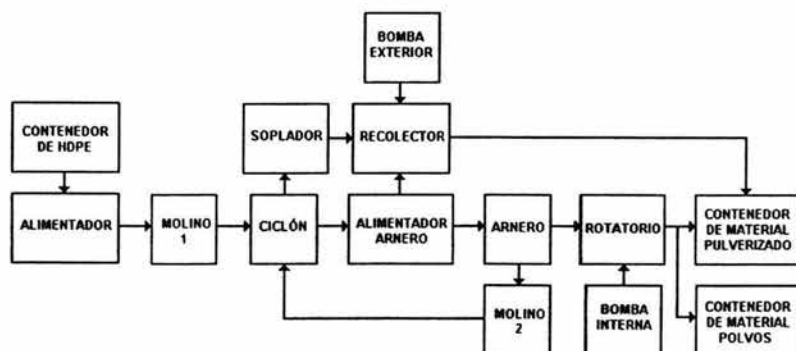 BOMBA
EXTERIOR
CONTENEDOR
DE HDPE
SOPLADOR
RECOLECTOR
ALIMENTADOR
MOLINO
1
CICLÓN
ALIMENTADOR
ARNERO
ARNERO
ROTATORIO
CONTENEDOR
DE MATERIAL
PULVERIZADO
MOLINO
2
BOMBA
INTERNA
CONTENEDOR
DE MATERIAL
POLVOS